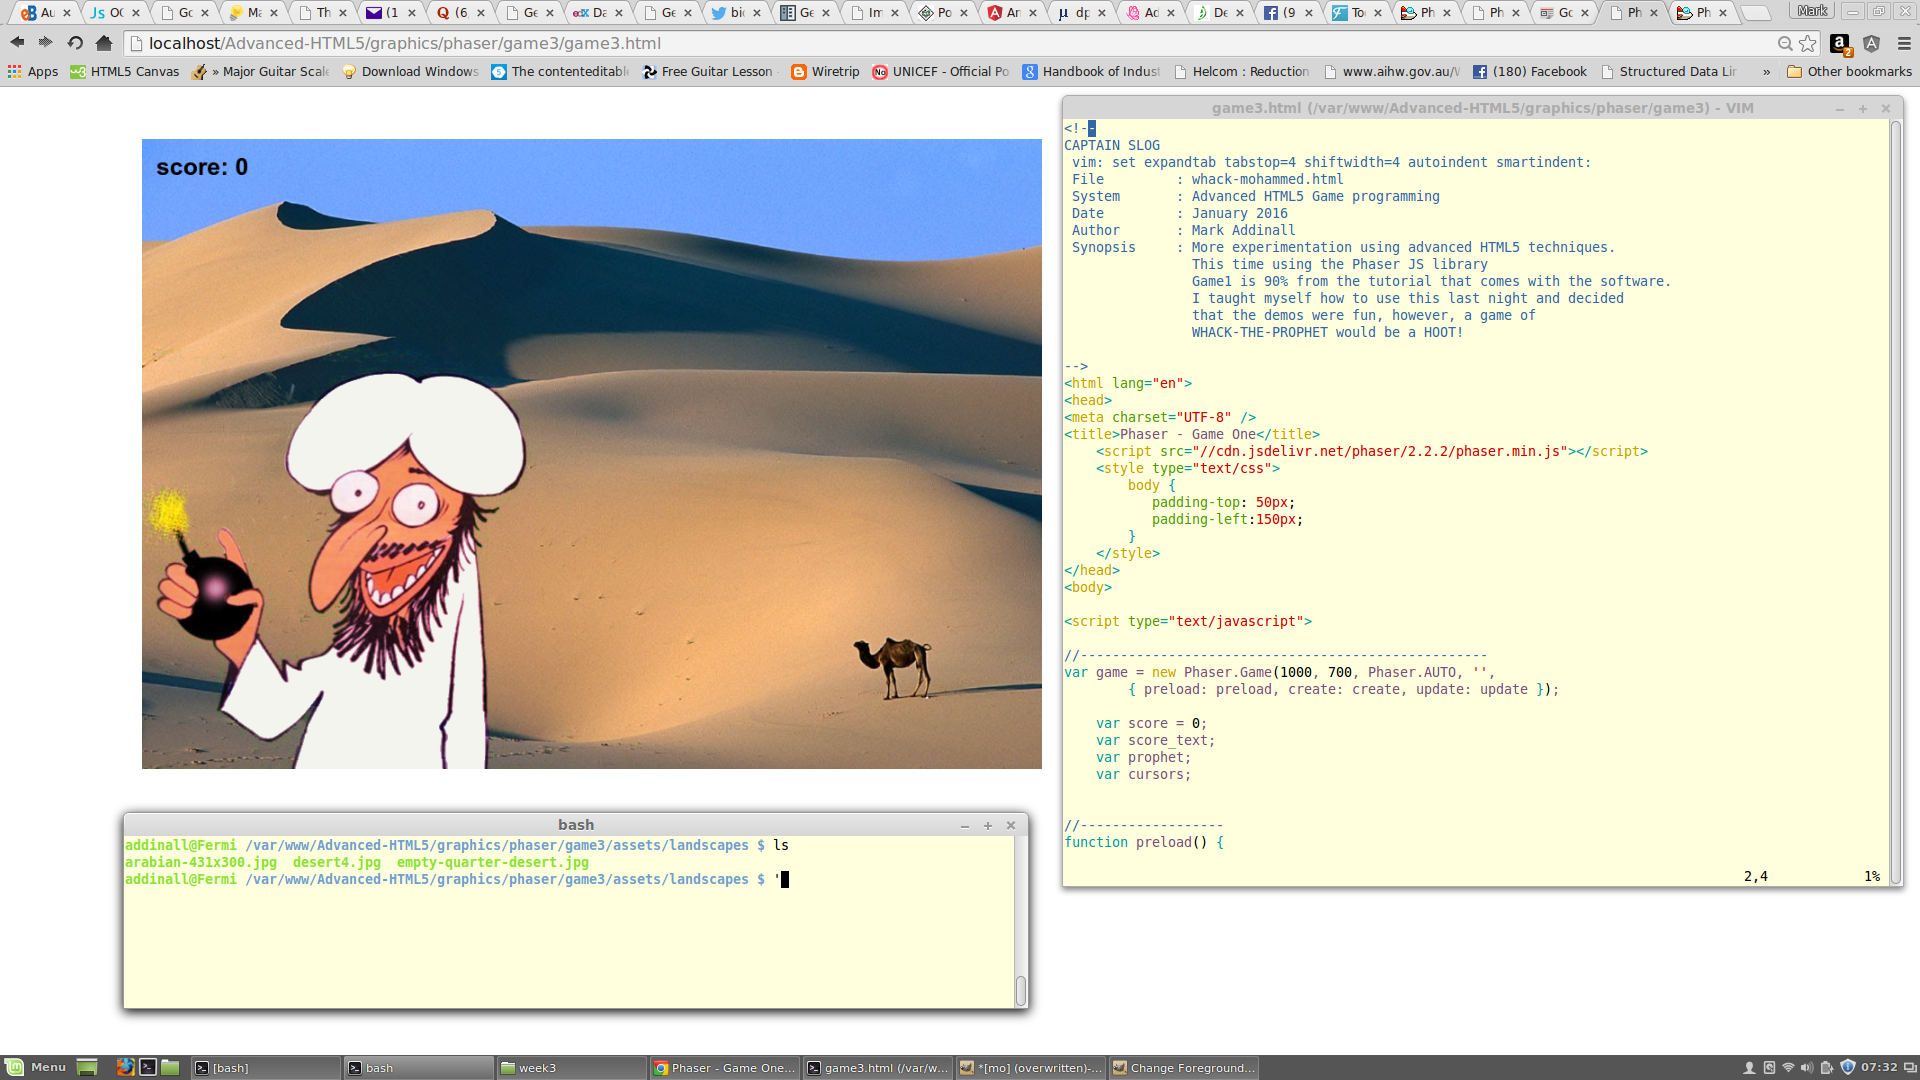 Au
Js OC
Go
Ma
Th
(1
Q (6
Ge
edX Da
Ge
bio
Ge
Im
Po
An
μ dp
Ad
De
(9
To
Ph
Ph
Go
Ph
Ph
Mark
localhost/Advanced-HTML5/graphics/phaser/game3/game3.html
Apps HTML5 Canvas » Major Guitar Scale Download Windows The contenteditable Free Guitar Lesson Wiretrip UNICEF - Official Po Handbook of Indust Helcom : Reduction www.aihw.gov.au/ (180) Facebook Structured Data Lin » Other bookmarks
score: 0
game3.html (/var/www/Advanced-HTML5/graphics/phaser/game3) - VIM
<!--
CAPTAIN SLOG
vim: set expandtab tabstop=4 shiftwidth=4 autoindent smartindent:
File : whack-mohammed.html
System : Advanced HTML5 Game programming
Date : January 2016
Author : Mark Addinall
Synopsis : More experimentation using advanced HTML5 techniques.
This time using the Phaser JS library
Game1 is 90% from the tutorial that comes with the software.
I taught myself how to use this last night and decided
that the demos were fun, however, a game of
WHACK-THE-PROPHET would be a HOOT!
-->
<html lang="en">
<head>
<meta charset="UTF-8" />
<title>Phaser - Game One</title>
<script src="//cdn.jsdelivr.net/phaser/2.2.2/phaser.min.js"></script>
<style type="text/css">
body {
padding-top: 50px;
padding-left:150px;
}
</style>
</head>
<body>
<script type="text/javascript">
//---------------------------------------------------
var game = new Phaser.Game(1000, 700, Phaser.AUTO, '',
{ preload: preload, create: create, update: update });
var score = 0;
var score_text;
var prophet;
var cursors;
//------------------
function preload() {
2,4 1%
bash
addinall@Fermi /var/www/Advanced-HTML5/graphics/phaser/game3/assets/landscapes $ ls
arabian-431x300.jpg desert4.jpg empty-quarter-desert.jpg
addinall@Fermi /var/www/Advanced-HTML5/graphics/phaser/game3/assets/landscapes $ '
Menu [bash] bash week3 Phaser - Game One... game3.html (/var/w... *[mo] (overwritten)-... Change Foreground... 07:32